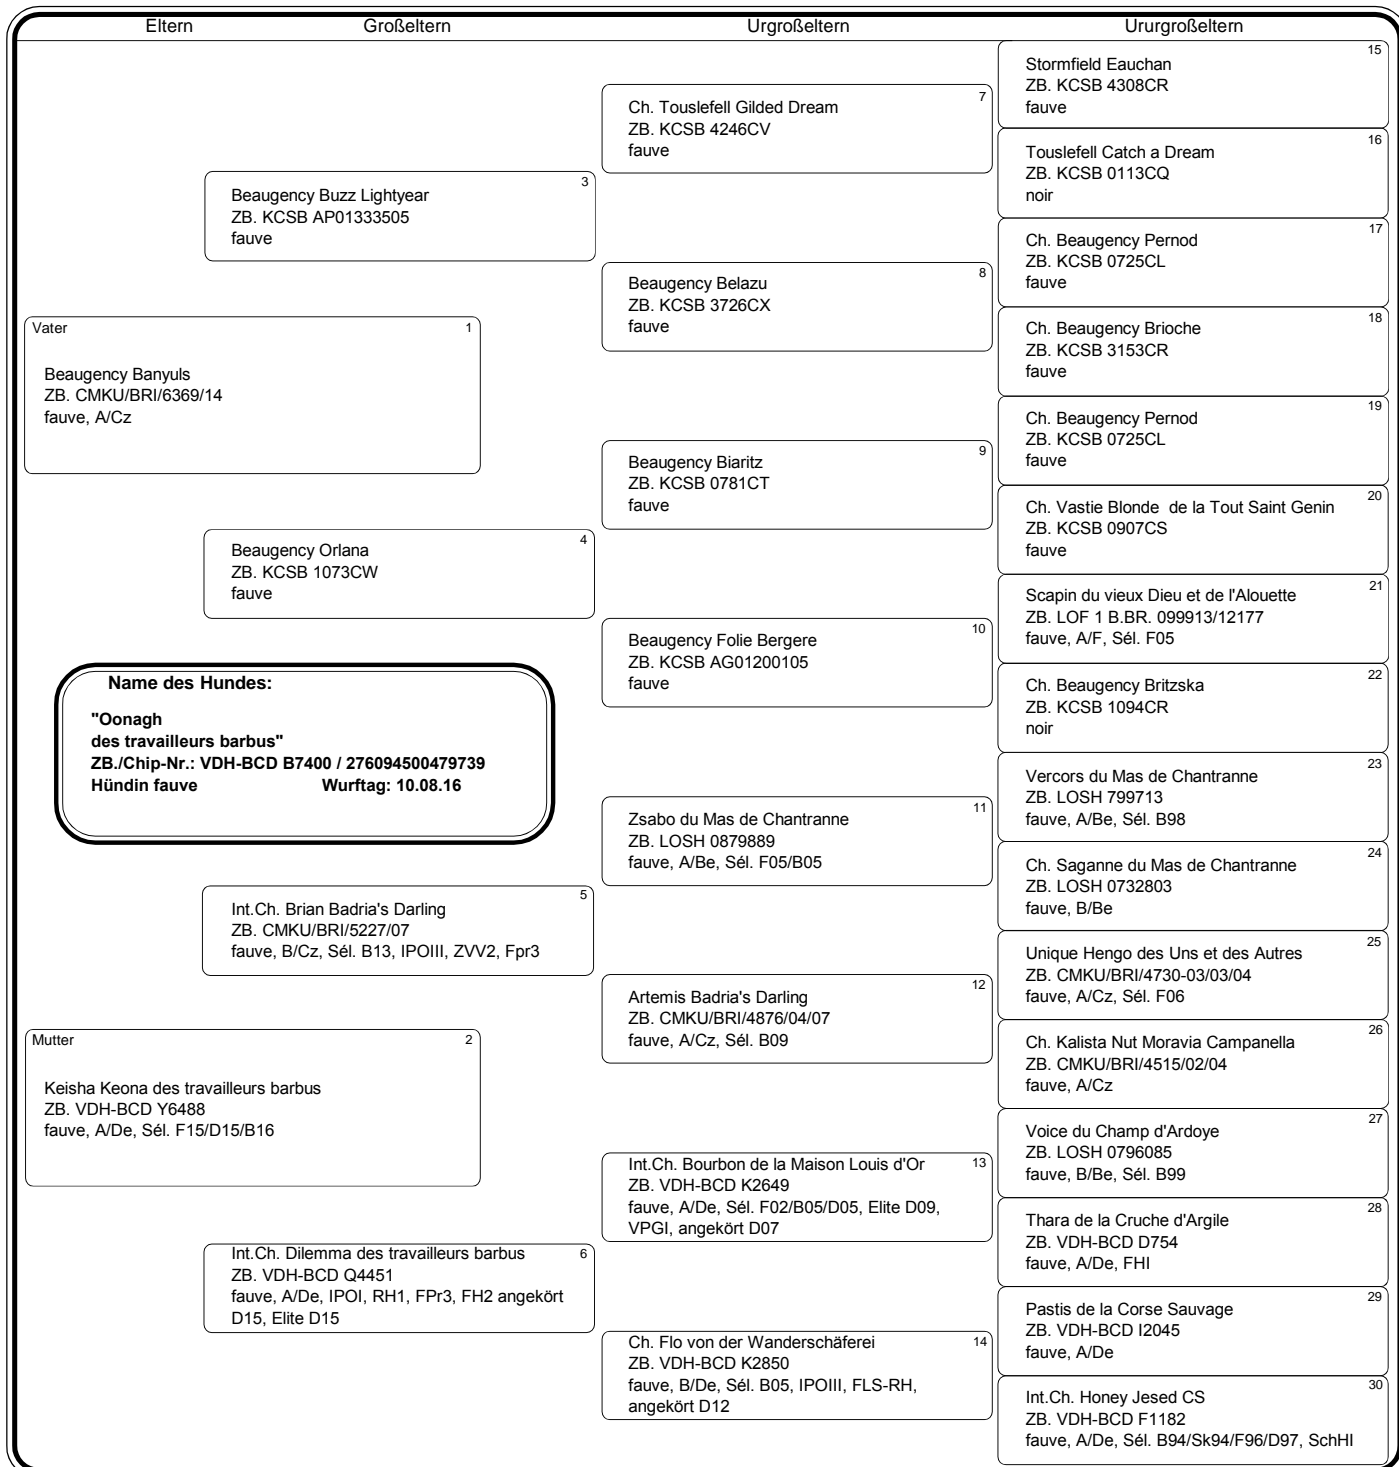 Eltern Großeltern Urgroßeltern Ururgroßeltern
Vater 1
Beaugency Banyuls
ZB. CMKU/BRI/6369/14
fauve, A/Cz
Name des Hundes:
"Oonagh
des travailleurs barbus"
ZB./Chip-Nr.: VDH-BCD B7400 / 276094500479739
Hündin fauve Wurftag: 10.08.16
Mutter 2
Keisha Keona des travailleurs barbus
ZB. VDH-BCD Y6488
fauve, A/De, Sél. F15/D15/B16
3
Beaugency Buzz Lightyear
ZB. KCSB AP01333505
fauve
4
Beaugency Orlana
ZB. KCSB 1073CW
fauve
5
Int.Ch. Brian Badria's Darling
ZB. CMKU/BRI/5227/07
fauve, B/Cz, Sél. B13, IPOIII, ZVV2, Fpr3
Int.Ch. Dilemma des travailleurs barbus 6
ZB. VDH-BCD Q4451
fauve, A/De, IPOI, RH1, FPr3, FH2 angekört
D15, Elite D15
7
Ch. Touslefell Gilded Dream
ZB. KCSB 4246CV
fauve
8
Beaugency Belazu
ZB. KCSB 3726CX
fauve
9
Beaugency Biaritz
ZB. KCSB 0781CT
fauve
10
Beaugency Folie Bergere
ZB. KCSB AG01200105
fauve
11
Zsabo du Mas de Chantranne
ZB. LOSH 0879889
fauve, A/Be, Sél. F05/B05
12
Artemis Badria's Darling
ZB. CMKU/BRI/4876/04/07
fauve, A/Cz, Sél. B09
Int.Ch. Bourbon de la Maison Louis d'Or 13
ZB. VDH-BCD K2649
fauve, A/De, Sél. F02/B05/D05, Elite D09,
VPGI, angekört D07
Ch. Flo von der Wanderschäferei 14
ZB. VDH-BCD K2850
fauve, B/De, Sél. B05, IPOIII, FLS-RH,
angekört D12
15
Stormfield Eauchan
ZB. KCSB 4308CR
fauve
16
Touslefell Catch a Dream
ZB. KCSB 0113CQ
noir
17
Ch. Beaugency Pernod
ZB. KCSB 0725CL
fauve
18
Ch. Beaugency Brioche
ZB. KCSB 3153CR
fauve
19
Ch. Beaugency Pernod
ZB. KCSB 0725CL
fauve
20
Ch. Vastie Blonde de la Tout Saint Genin
ZB. KCSB 0907CS
fauve
21
Scapin du vieux Dieu et de l'Alouette
ZB. LOF 1 B.BR. 099913/12177
fauve, A/F, Sél. F05
22
Ch. Beaugency Britzska
ZB. KCSB 1094CR
noir
23
Vercors du Mas de Chantranne
ZB. LOSH 799713
fauve, A/Be, Sél. B98
24
Ch. Saganne du Mas de Chantranne
ZB. LOSH 0732803
fauve, B/Be
25
Unique Hengo des Uns et des Autres
ZB. CMKU/BRI/4730-03/03/04
fauve, A/Cz, Sél. F06
26
Ch. Kalista Nut Moravia Campanella
ZB. CMKU/BRI/4515/02/04
fauve, A/Cz
27
Voice du Champ d'Ardoye
ZB. LOSH 0796085
fauve, B/Be, Sél. B99
28
Thara de la Cruche d'Argile
ZB. VDH-BCD D754
fauve, A/De, FHI
29
Pastis de la Corse Sauvage
ZB. VDH-BCD I2045
fauve, A/De
30
Int.Ch. Honey Jesed CS
ZB. VDH-BCD F1182
fauve, A/De, Sél. B94/Sk94/F96/D97, SchHI